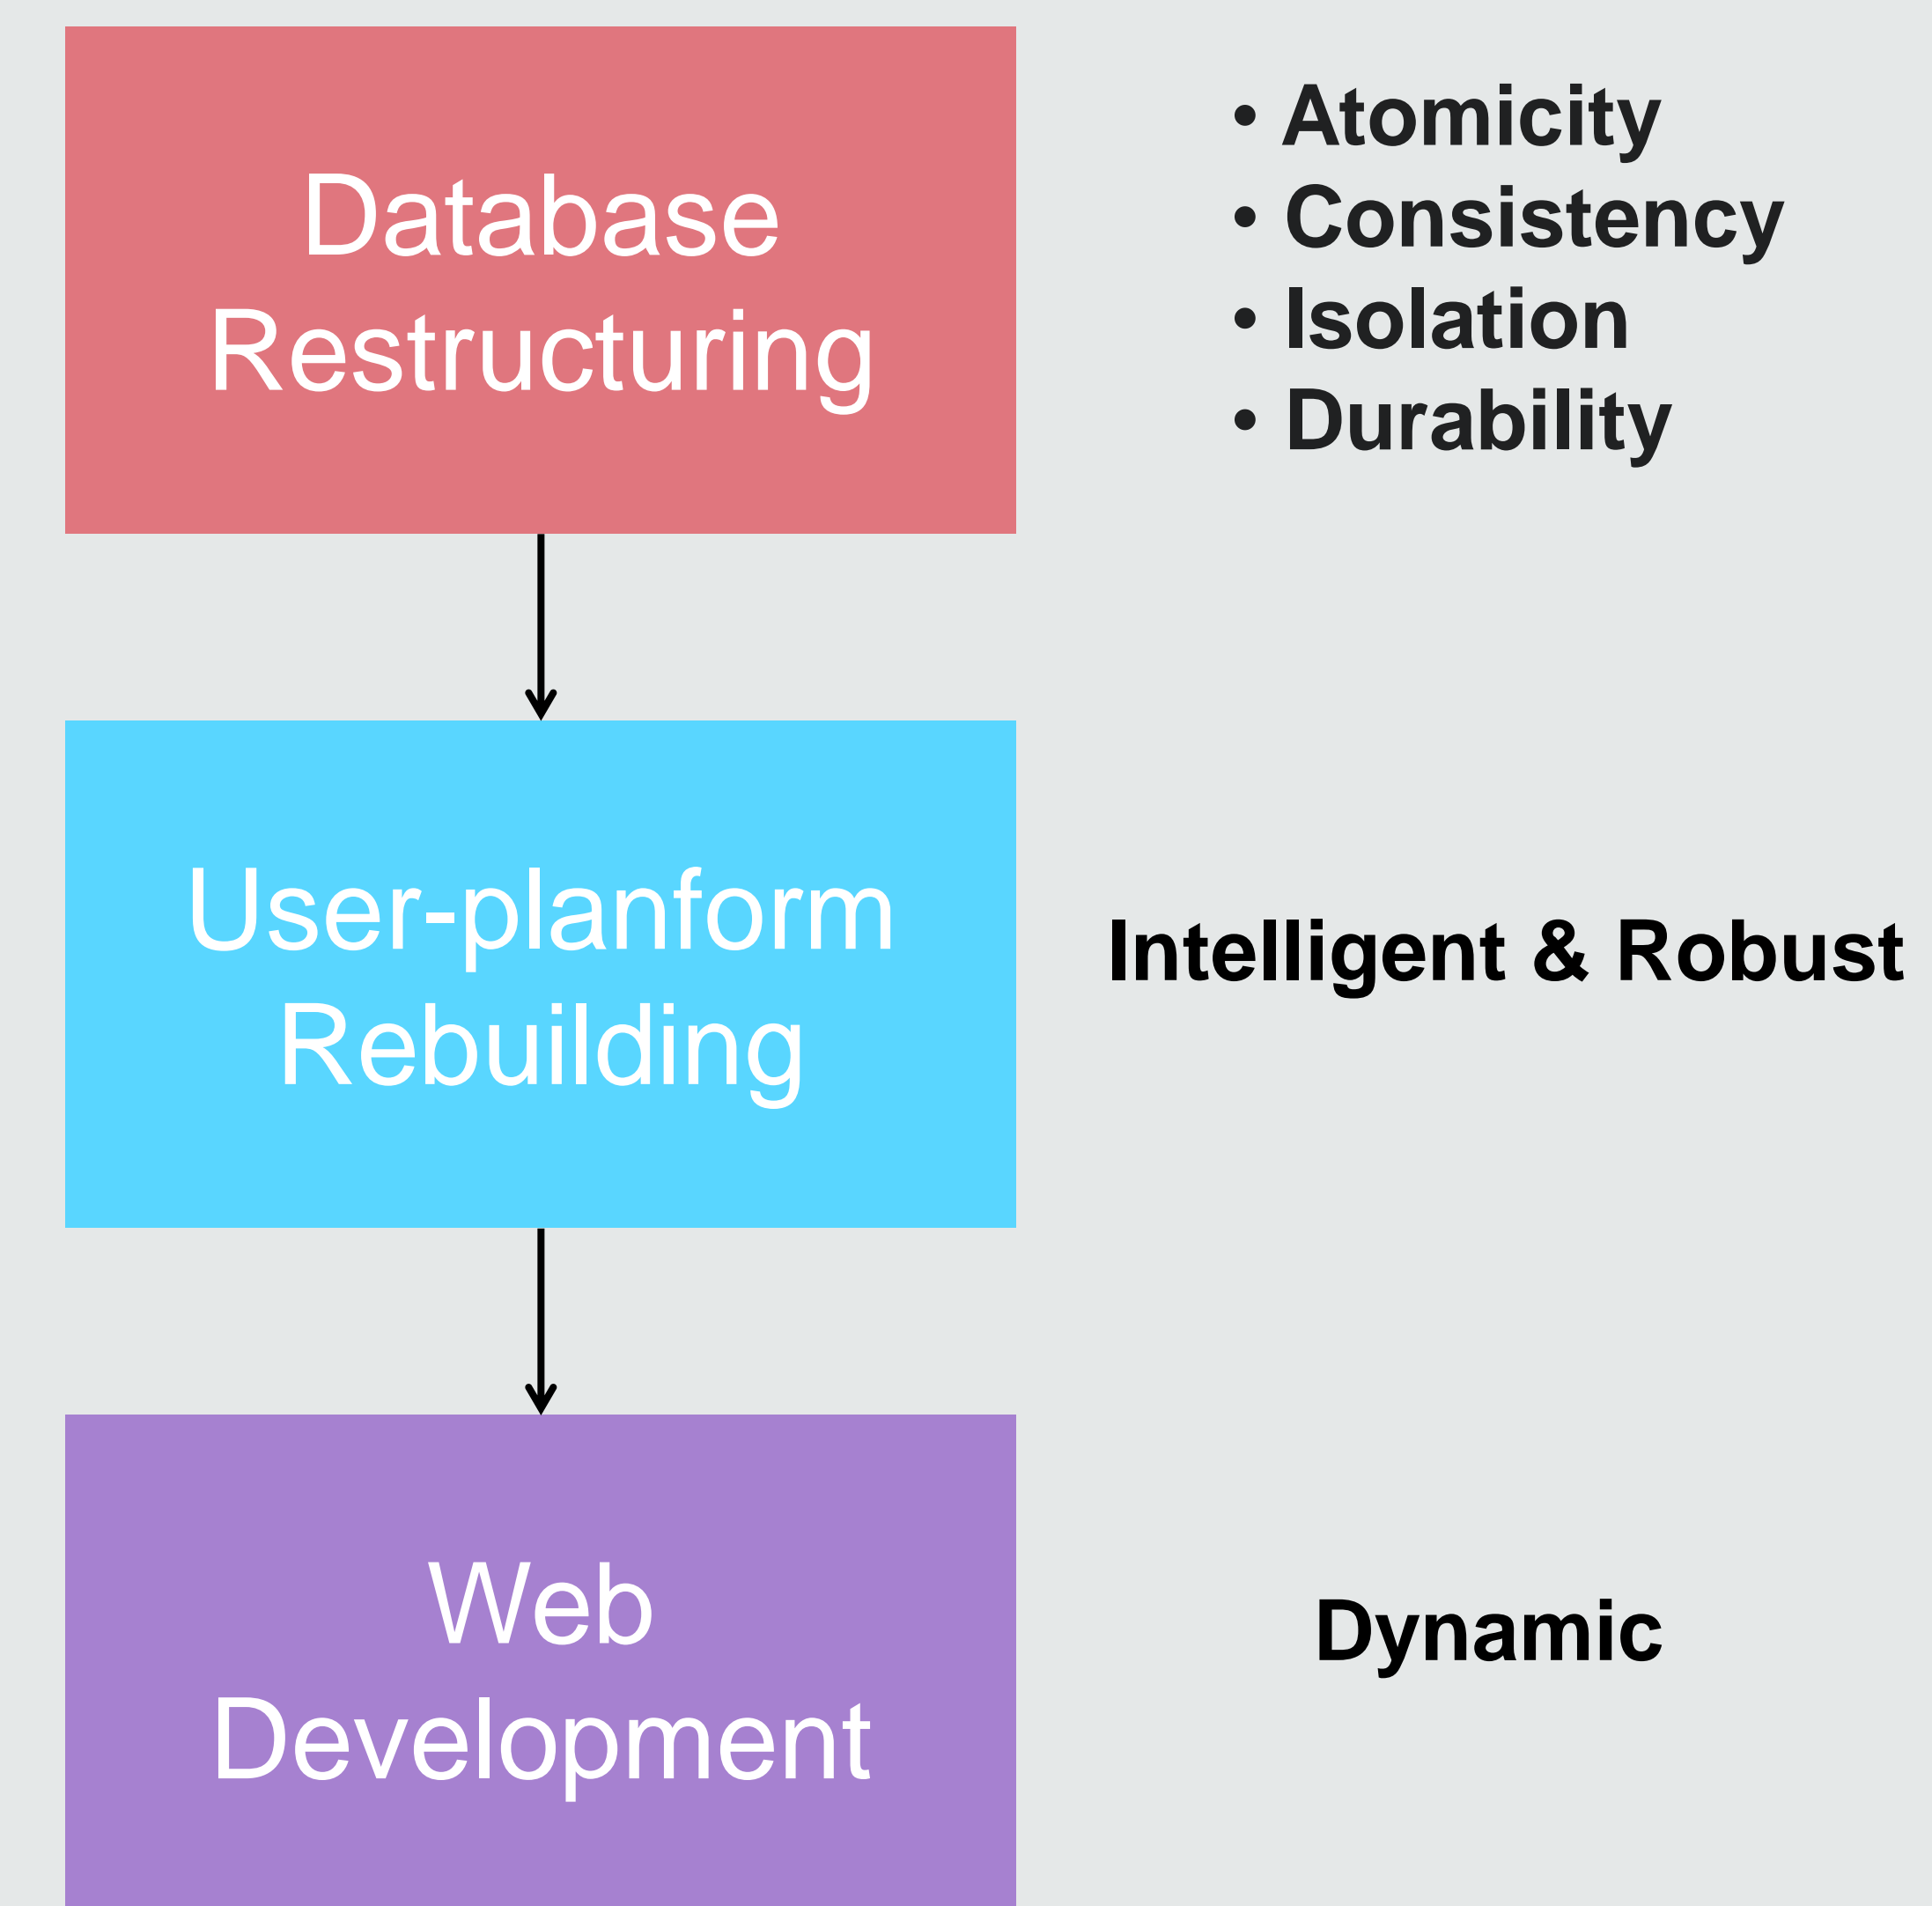 Database
Restructuring
• Atomicity
• Consistency
• Isolation
• Durability
User-planform
Rebuilding
Intelligent & Robust
Web
Development
Dynamic